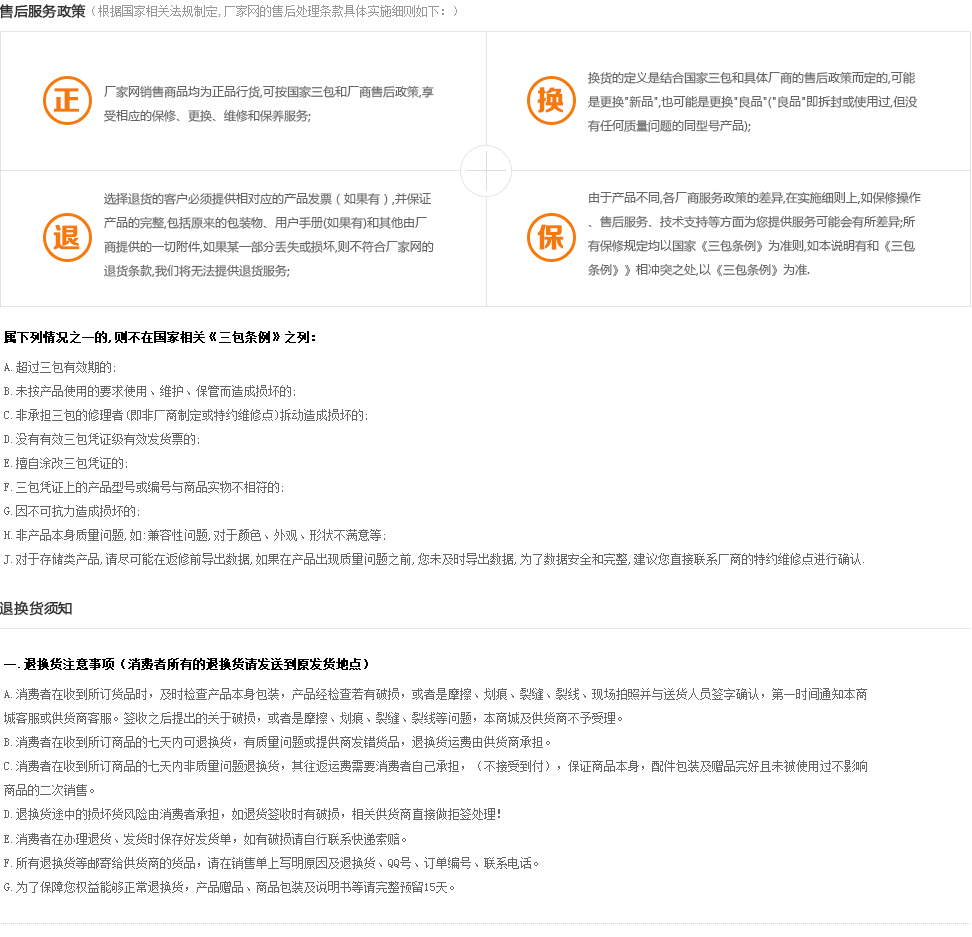 售后服务政策（根据国家相关法规制定,厂家网的售后处理条款具体实施细则如下：）
正
厂家网销售商品均为正品行货,可按国家三包和厂商售后政策,享
受相应的保修、更换、维修和保养服务;
换
换货的定义是结合国家三包和具体厂商的售后政策而定的,可能
是更换"新品",也可能是更换"良品"("良品"即拆封或使用过,但没
有任何质量问题的同型号产品);
退
选择退货的客户必须提供相对应的产品发票（如果有）,并保证
产品的完整,包括原来的包装物、用户手册(如果有)和其他由厂
商提供的一切附件,如果某一部分丢失或损坏,则不符合厂家网的
退货条款,我们将无法提供退货服务;
保
由于产品不同,各厂商服务政策的差异,在实施细则上,如保修操作
、售后服务、技术支持等方面为您提供服务可能会有所差异;所
有保修规定均以国家《三包条例》为准则,如本说明有和《三包
条例》》相冲突之处,以《三包条例》为准.
属下列情况之一的,则不在国家相关《三包条例》之列：
A.超过三包有效期的;
B.未按产品使用的要求使用、维护、保管而造成损坏的;
C.非承担三包的修理者(即非厂商制定或特约维修点)拆动造成损坏的;
D.没有有效三包凭证级有效发货票的;
E.擅自涂改三包凭证的;
F.三包凭证上的产品型号或编号与商品实物不相符的;
G.因不可抗力造成损坏的;
H.非产品本身质量问题,如:兼容性问题,对于颜色、外观、形状不满意等;
J.对于存储类产品,请尽可能在返修前导出数据,如果在产品出现质量问题之前,您未及时导出数据,为了数据安全和完整,建议您直接联系厂商的特约维修点进行确认.
退换货须知
一.退换货注意事项（消费者所有的退换货请发送到原发货地点）
A.消费者在收到所订货品时，及时检查产品本身包装，产品经检查若有破损，或者是摩擦、划痕、裂缝、裂线、现场拍照并与送货人员签字确认，第一时间通知本商
城客服或供货商客服。签收之后提出的关于破损，或者是摩擦、划痕、裂缝、裂线等问题，本商城及供货商不予受理。
B.消费者在收到所订商品的七天内可退换货，有质量问题或提供商发错货品，退换货运费由供货商承担。
C.消费者在收到所订商品的七天内非质量问题退换货，其往返运费需要消费者自己承担，（不接受到付），保证商品本身，配件包装及赠品完好且未被使用过不影响
商品的二次销售。
D.退换货途中的损坏货风险由消费者承担，如退货签收时有破损，相关供货商直接做拒签处理！
E.消费者在办理退货、发货时保存好发货单，如有破损请自行联系快递索赔。
F.所有退换货等邮寄给供货商的货品，请在销售单上写明原因及退换货、QQ号、订单编号、联系电话。
G.为了保障您权益能够正常退换货，产品赠品、商品包装及说明书等请完整预留15天。